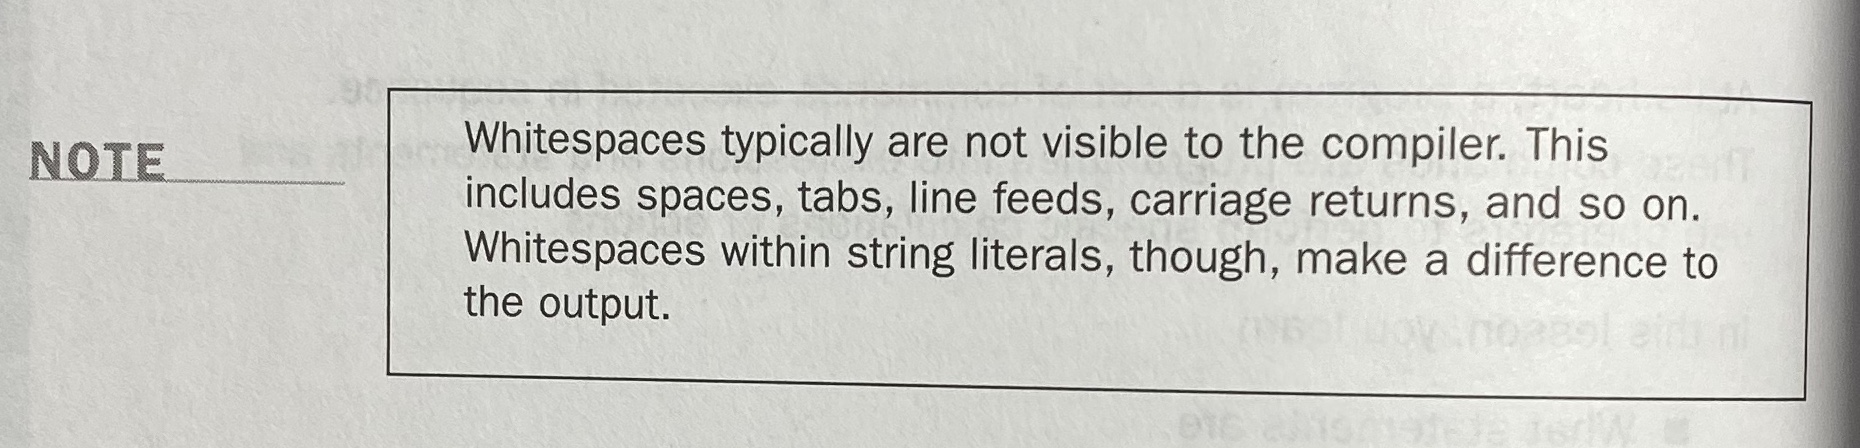 NOTE
Whitespaces typically are not visible to the compiler. This
includes spaces, tabs, line feeds, carriage returns, and so on.
Whitespaces within string literals, though, make a difference to
the output.